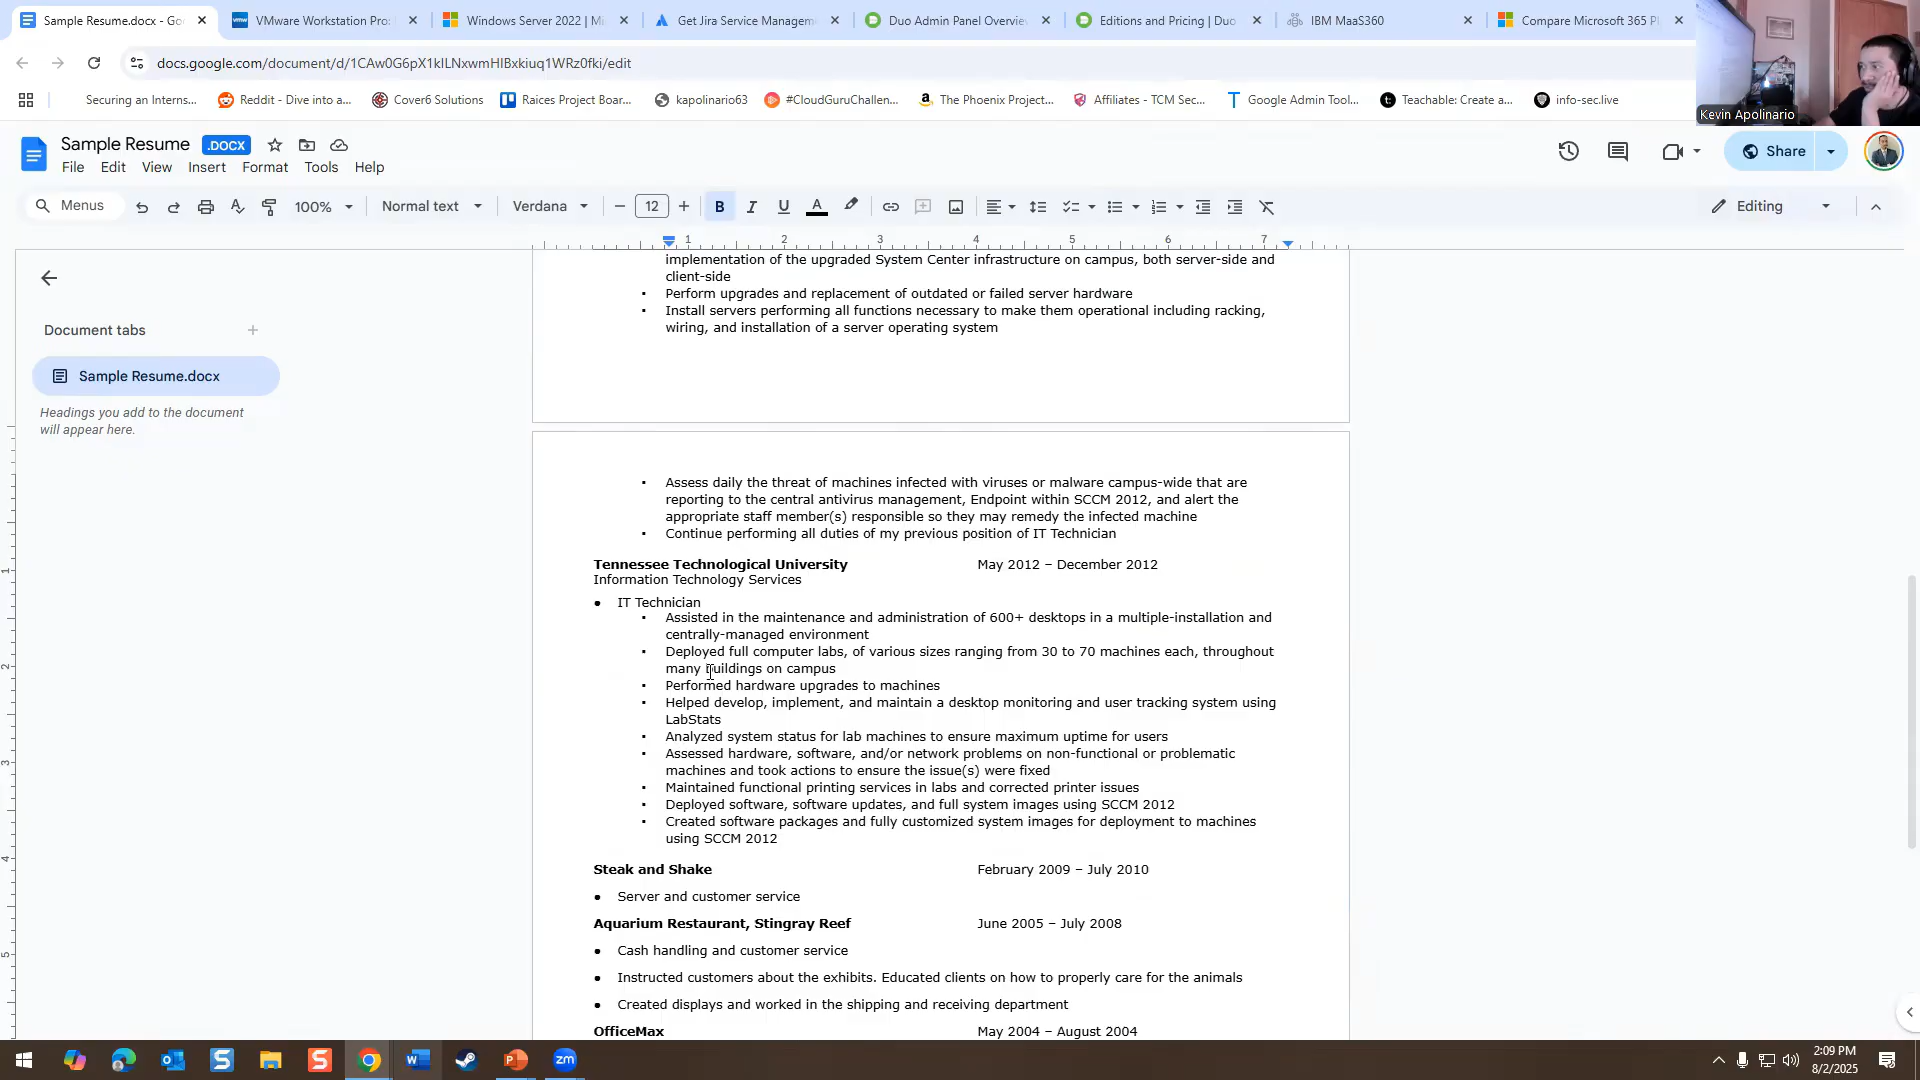 Sample Resume.docx - Go
VMware Workstation Pro:
Windows Server 2022 | Mi
Get Jira Service Managem
Duo Admin Panel Overvie
Editions and Pricing | Duo
IBM MaaS360
Compare Microsoft 365 Pl
docs.google.com/document/d/1CAw0G6pX1kILNxwmHIBxkiuq1WRz0fki/edit
Securing an Interns...
Reddit - Dive into a...
Cover6 Solutions
Raices Project Boar...
kapolinario63
#CloudGuruChallen...
The Phoenix Project...
Affiliates - TCM Sec...
Google Admin Tool...
Teachable: Create a...
info-sec.live
Kevin Apolinario
Sample Resume .DOCX
File Edit View Insert Format Tools Help
Share
Menus
100%
Normal text
Verdana
12
B I U A
Editing
1 2 3 4 5 6 7
Document tabs
Sample Resume.docx
Headings you add to the document
will appear here.
implementation of the upgraded System Center infrastructure on campus, both server-side and
client-side
▪ Perform upgrades and replacement of outdated or failed server hardware
▪ Install servers performing all functions necessary to make them operational including racking,
wiring, and installation of a server operating system
▪ Assess daily the threat of machines infected with viruses or malware campus-wide that are
reporting to the central antivirus management, Endpoint within SCCM 2012, and alert the
appropriate staff member(s) responsible so they may remedy the infected machine
▪ Continue performing all duties of my previous position of IT Technician
Tennessee Technological University May 2012 – December 2012
Information Technology Services
● IT Technician
▪ Assisted in the maintenance and administration of 600+ desktops in a multiple-installation and
centrally-managed environment
▪ Deployed full computer labs, of various sizes ranging from 30 to 70 machines each, throughout
many buildings on campus
▪ Performed hardware upgrades to machines
▪ Helped develop, implement, and maintain a desktop monitoring and user tracking system using
LabStats
▪ Analyzed system status for lab machines to ensure maximum uptime for users
▪ Assessed hardware, software, and/or network problems on non-functional or problematic
machines and took actions to ensure the issue(s) were fixed
▪ Maintained functional printing services in labs and corrected printer issues
▪ Deployed software, software updates, and full system images using SCCM 2012
▪ Created software packages and fully customized system images for deployment to machines
using SCCM 2012
Steak and Shake February 2009 – July 2010
● Server and customer service
Aquarium Restaurant, Stingray Reef June 2005 – July 2008
● Cash handling and customer service
● Instructed customers about the exhibits. Educated clients on how to properly care for the animals
● Created displays and worked in the shipping and receiving department
OfficeMax May 2004 – August 2004
1
2
3
4
5
2:09 PM
8/2/2025